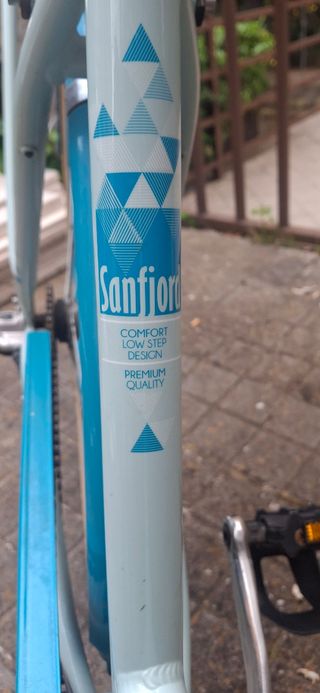 Sanfjord
COMFORT
LOW STEP
DESIGN
PREMIUM
QUALITY